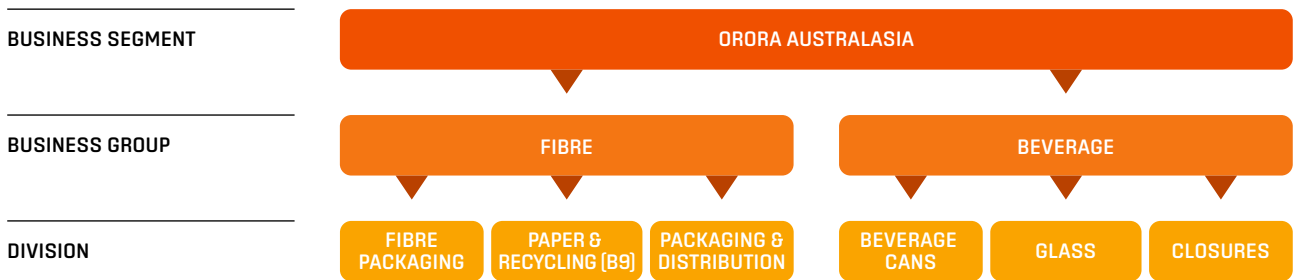 BUSINESS SEGMENT
ORORA AUSTRALASIA
BUSINESS GROUP
FIBRE
BEVERAGE
DIVISION
FIBRE
PACKAGING
PAPER &
RECYCLING (B9)
PACKAGING &
DISTRIBUTION
BEVERAGE
CANS
GLASS
CLOSURES